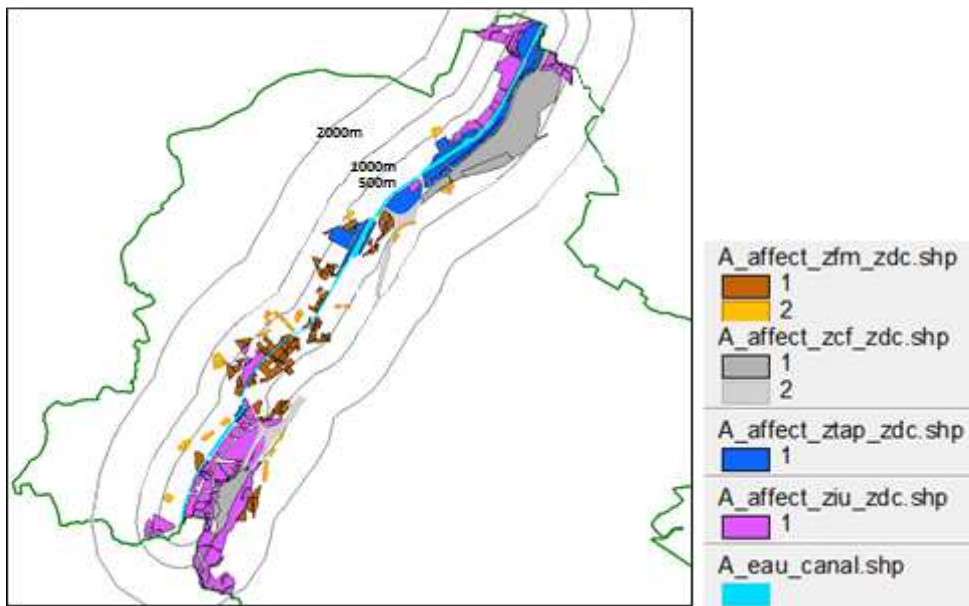 2000m
1000m
500m
A_affect_zfm_zdc.shp
1
2
A_affect_zcf_zdc.shp
1
2
A_affect_ztap_zdc.shp
1
A_affect_ziu_zdc.shp
1
A_eau_canal.shp